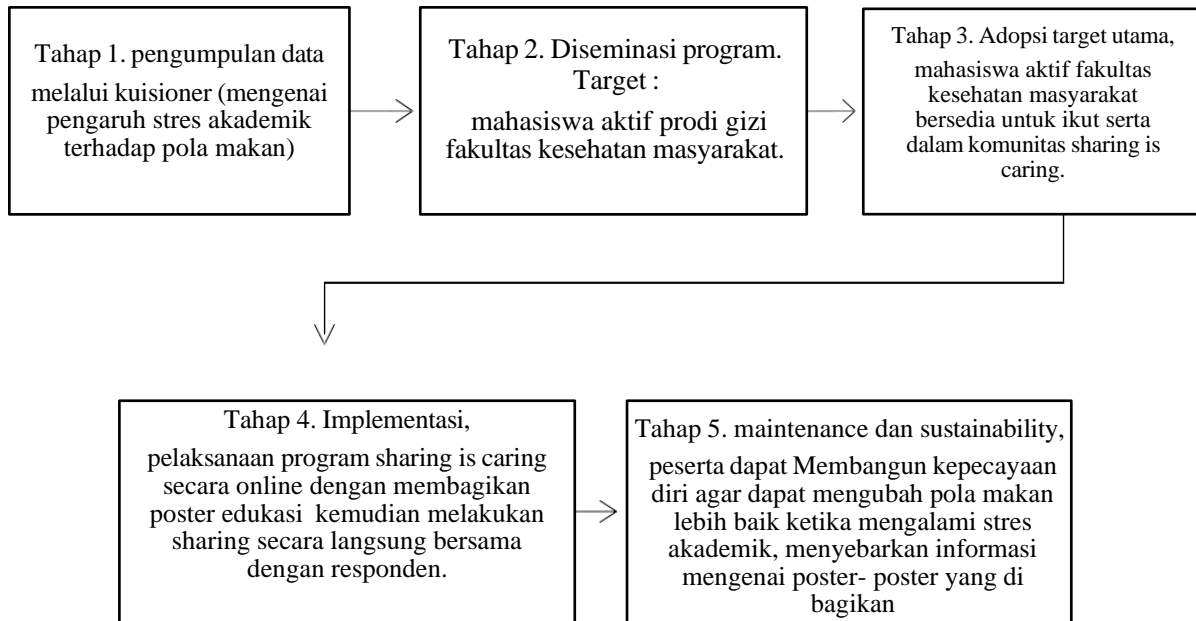 Tahap 1. pengumpulan data
melalui kuisioner (mengenai
pengaruh stres akademik
terhadap pola makan)
Tahap 2. Diseminasi program.
Target :
mahasiswa aktif prodi gizi
fakultas kesehatan masyarakat.
Tahap 3. Adopsi target utama,
mahasiswa aktif fakultas
kesehatan masyarakat
bersedia untuk ikut serta
dalam komunitas sharing is
caring.
Tahap 4. Implementasi,
pelaksanaan program sharing is caring
secara online dengan membagikan
poster edukasi kemudian melakukan
sharing secara langsung bersama
dengan responden.
Tahap 5. maintenance dan sustainability,
peserta dapat Membangun kepecayaan
diri agar dapat mengubah pola makan
lebih baik ketika mengalami stres
akademik, menyebarkan informasi
mengenai poster- poster yang di
bagikan